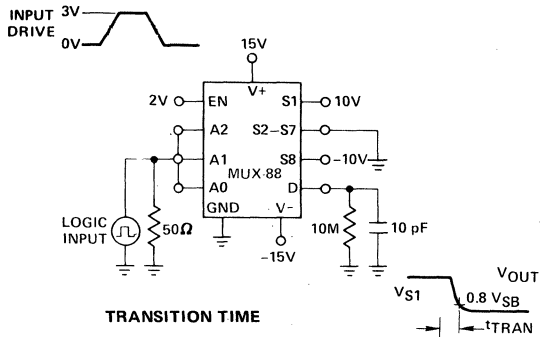 INPUT
DRIVE
3V
0V
15V
V+
2V
EN
S1
10V
A2
S2–S7
A1
S8
-10V
MUX-88
A0
D
GND
V-
LOGIC
INPUT
50Ω
10M
10 pF
-15V
VOUT
VS1
0.8 VSB
tTRAN
TRANSITION TIME